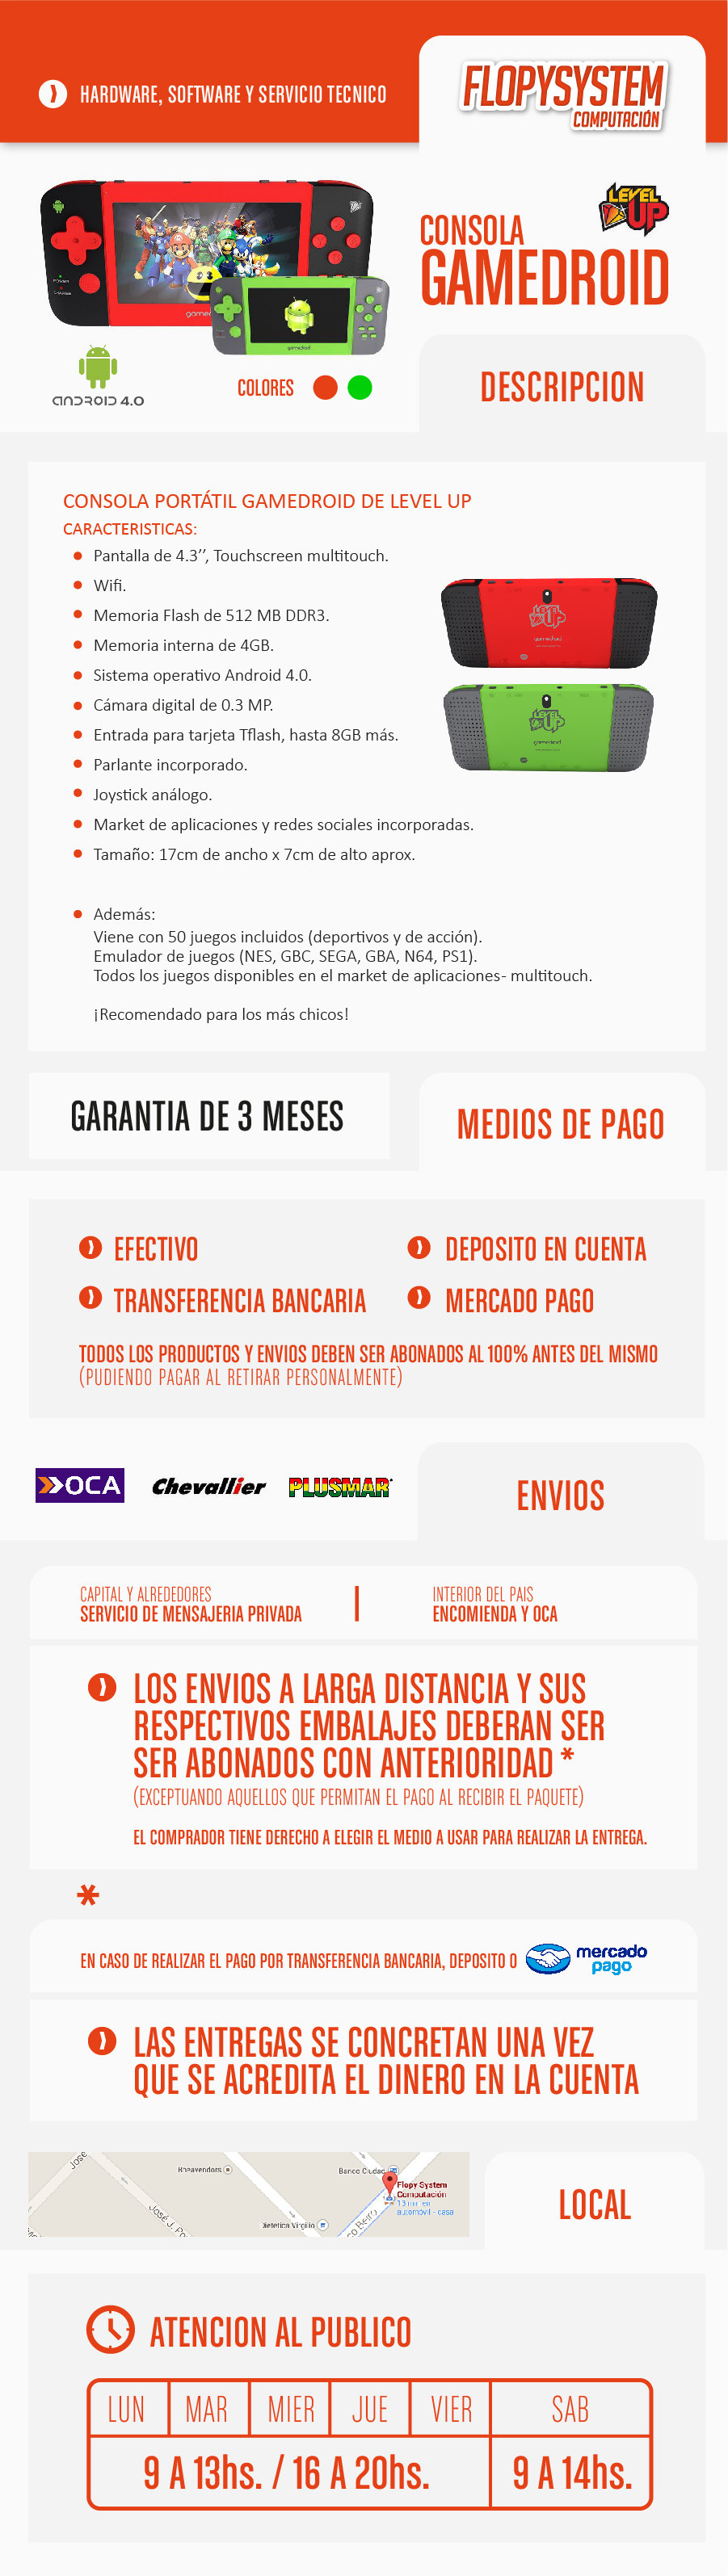 HARDWARE, SOFTWARE Y SERVICIO TECNICO
FLOPYSYSTEM
COMPUTACIÓN
LEVEL UP
CONSOLA
GAMEDROID
ANDROID 4.0
COLORES
DESCRIPCION
CONSOLA PORTÁTIL GAMEDROID DE LEVEL UP
CARACTERISTICAS:
Pantalla de 4.3’’, Touchscreen multitouch.
Wifi.
Memoria Flash de 512 MB DDR3.
Memoria interna de 4GB.
Sistema operativo Android 4.0.
Cámara digital de 0.3 MP.
Entrada para tarjeta Tflash, hasta 8GB más.
Parlante incorporado.
Joystick análogo.
Market de aplicaciones y redes sociales incorporadas.
Tamaño: 17cm de ancho x 7cm de alto aprox.
LEVEL UP
gamedroid
LEVEL UP
gamedroid
Además:
Viene con 50 juegos incluidos (deportivos y de acción).
Emulador de juegos (NES, GBC, SEGA, GBA, N64, PS1).
Todos los juegos disponibles en el market de aplicaciones- multitouch.
¡Recomendado para los más chicos!
GARANTIA DE 3 MESES
MEDIOS DE PAGO
EFECTIVO
DEPOSITO EN CUENTA
TRANSFERENCIA BANCARIA
MERCADO PAGO
TODOS LOS PRODUCTOS Y ENVIOS DEBEN SER ABONADOS AL 100% ANTES DEL MISMO
(PUDIENDO PAGAR AL RETIRAR PERSONALMENTE)
OCA
Chevallier
PLUSMAR
ENVIOS
CAPITAL Y ALREDEDORES
SERVICIO DE MENSAJERIA PRIVADA
INTERIOR DEL PAIS
ENCOMIENDA Y OCA
LOS ENVIOS A LARGA DISTANCIA Y SUS
RESPECTIVOS EMBALAJES DEBERAN SER
SER ABONADOS CON ANTERIORIDAD *
(EXCEPTUANDO AQUELLOS QUE PERMITAN EL PAGO AL RECIBIR EL PAQUETE)
EL COMPRADOR TIENE DERECHO A ELEGIR EL MEDIO A USAR PARA REALIZAR LA ENTREGA.
*
EN CASO DE REALIZAR EL PAGO POR TRANSFERENCIA BANCARIA, DEPOSITO O
mercado
pago
LAS ENTREGAS SE CONCRETAN UNA VEZ
QUE SE ACREDITA EL DINERO EN LA CUENTA
José
José J.
Banco Ciudad
Flopy System
Computación
13 min en
automóvil - casa
Dietetica Virgilio
LOCAL
ATENCION AL PUBLICO
LUN MAR MIER JUE VIER SAB
9 A 13hs. / 16 A 20hs. 9 A 14hs.